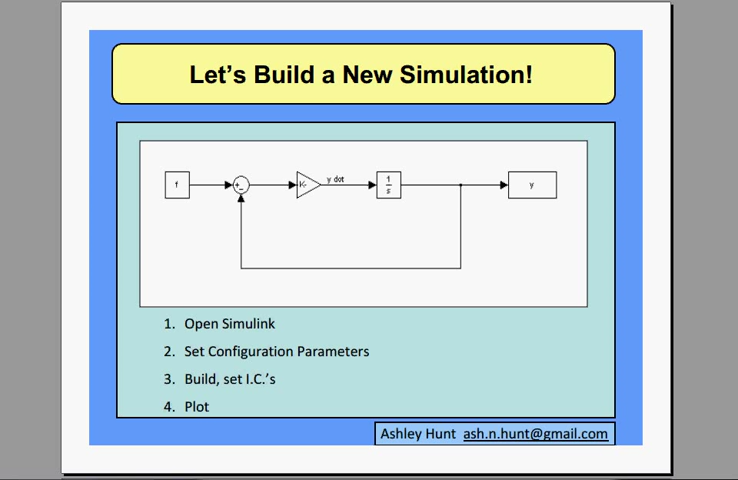 Let's Build a New Simulation!
f
+
-
y dot
1
s
y
1. Open Simulink
2. Set Configuration Parameters
3. Build, set I.C.'s
4. Plot
Ashley Hunt ash.n.hunt@gmail.com